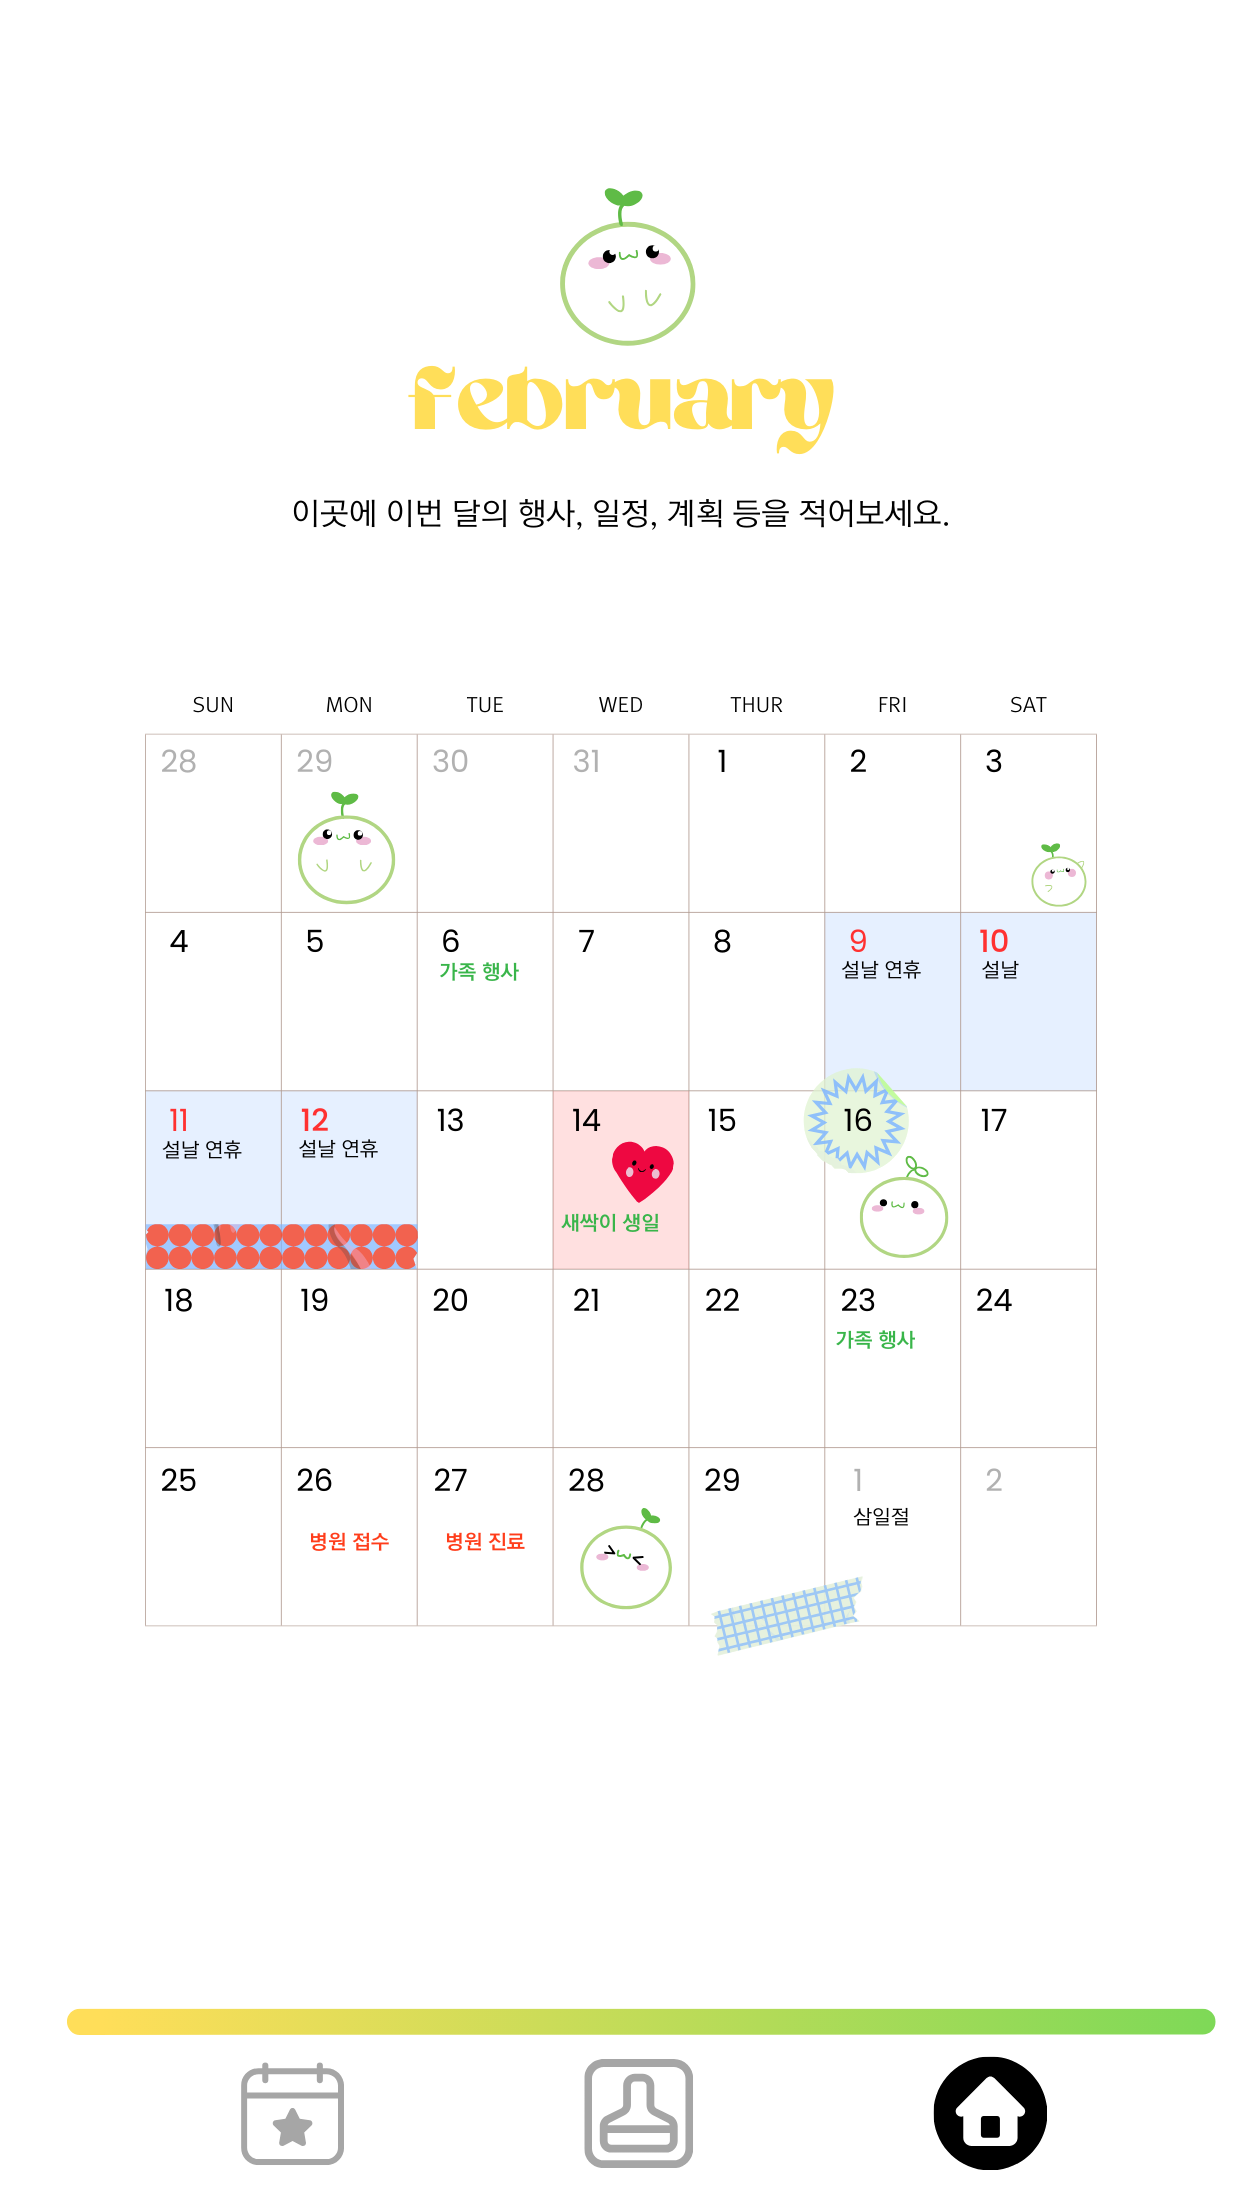 february
이곳에 이번 달의 행사, 일정, 계획 등을 적어보세요.
SUN MON TUE WED THUR FRI SAT
28 29 30 31 1 2 3
4 5 6 7 8 9 10
가족 행사 설날 연휴 설날
11 12 13 14 15 16 17
설날 연휴 설날 연휴
새싹이 생일
18 19 20 21 22 23 24
가족 행사
25 26 27 28 29 1 2
삼일절
병원 접수 병원 진료